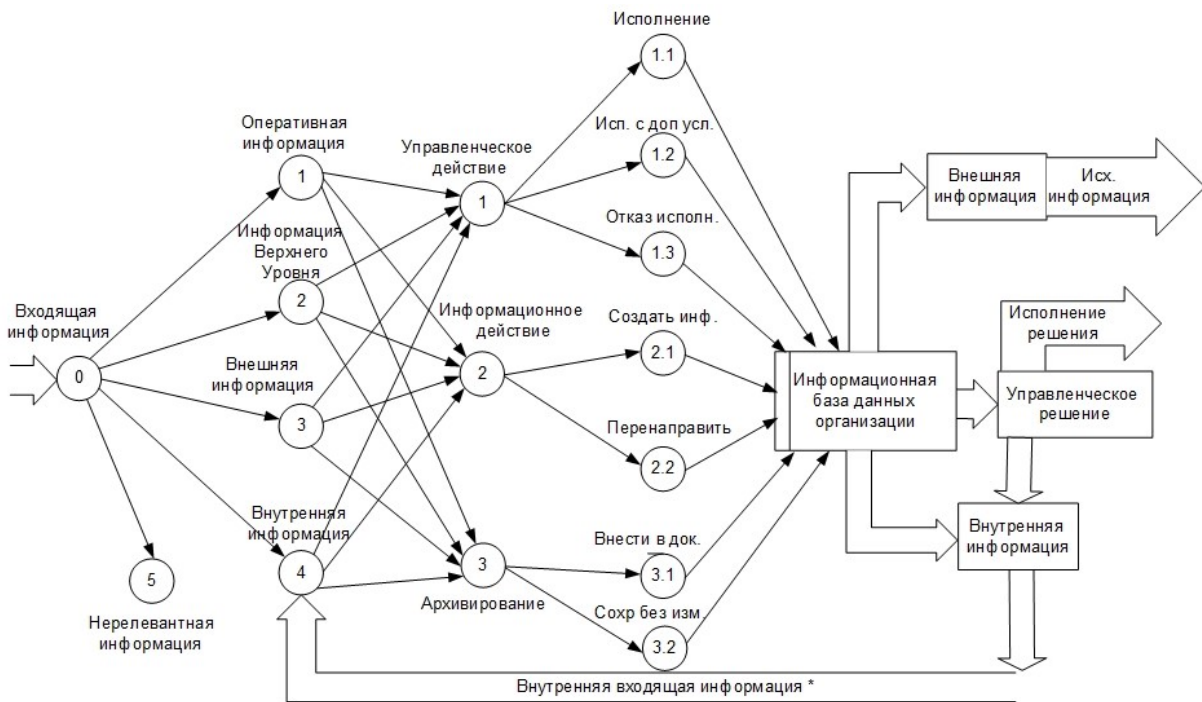 Исполнение
1.1
Оперативная
информация
1
Управленческое
действие
1
Исп. с доп усл.
1.2
Внешняя
информация
Исх.
информация
Отказ исполн.
1.3
Информация
Верхнего
Уровня
2
Входящая
информация
0
Информационное
действие
2
Создать инф.
2.1
Исполнение
решения
Внешняя
информация
3
Информационная
база данных
организации
Управленческое
решение
Перенаправить
2.2
Внутренняя
информация
4
Внести в док.
3.1
Внутренняя
информация
5
Нерелевантная
информация
3
Архивирование
Сохр без изм.
3.2
Внутренняя входящая информация *